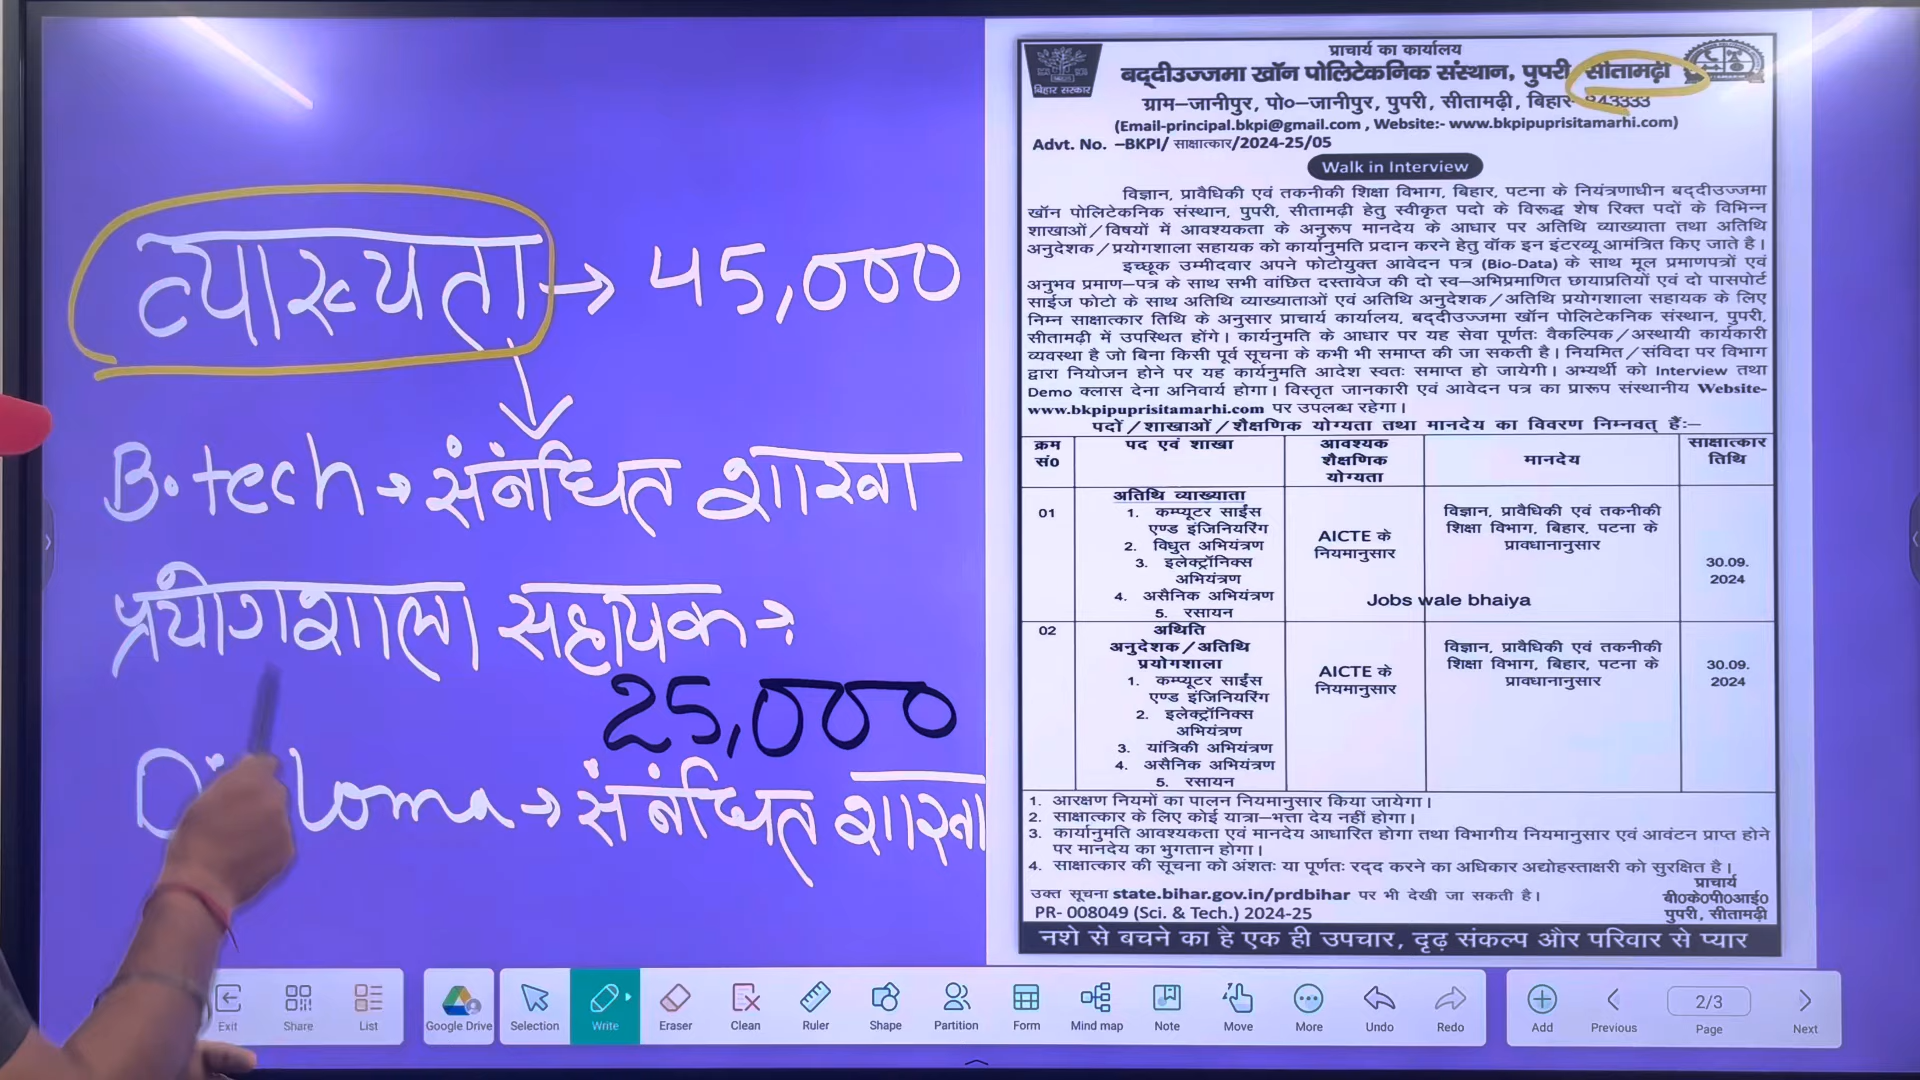 व्याख्यता → 45,000
B.tech → संबंधित शाखा
प्रयोगशाला सहायक →
25,000
→ संबंधित शाखा
बिहार सरकार
प्राचार्य का कार्यालय
बद्दीउज्जमा खॉन पोलिटेकनिक संस्थान, पुपरी, सीतामढ़ी
ग्राम–जानीपुर, पो०–जानीपुर, पुपरी, सीतामढ़ी, बिहार- 843333
(Email-principal.bkpi@gmail.com , Website:- www.bkpipuprisitamarhi.com)
Advt. No. –BKPI/ साक्षात्कार/2024-25/05
Walk in Interview
विज्ञान, प्रावैधिकी एवं तकनीकी शिक्षा विभाग, बिहार, पटना के नियंत्रणाधीन बद्दीउज्जमा
खॉन पोलिटेकनिक संस्थान, पुपरी, सीतामढ़ी हेतु स्वीकृत पदो के विरूद्ध शेष रिक्त पदों के विभिन्न
शाखाओं/विषयों में आवश्यकता के अनुरूप मानदेय के आधार पर अतिथि व्याख्याता तथा अतिथि
अनुदेशक/प्रयोगशाला सहायक को कार्यानुमति प्रदान करने हेतु वॉक इन इंटरव्यू आमंत्रित किए जाते है।
इच्छूक उम्मीदवार अपने फोटोयुक्त आवेदन पत्र (Bio-Data) के साथ मूल प्रमाणपत्रों एवं
अनुभव प्रमाण–पत्र के साथ सभी वांछित दस्तावेज की दो स्व–अभिप्रमाणित छायाप्रतियों एवं दो पासपोर्ट
साईज फोटो के साथ अतिथि व्याख्याताओं एवं अतिथि अनुदेशक/अतिथि प्रयोगशाला सहायक के लिए
निम्न साक्षात्कार तिथि के अनुसार प्राचार्य कार्यालय, बद्दीउज्जमा खॉन पोलिटेकनिक संस्थान, पुपरी,
सीतामढ़ी में उपस्थित होंगे। कार्यनुमति के आधार पर यह सेवा पूर्णतः वैकल्पिक/अस्थायी कार्यकारी
व्यवस्था है जो बिना किसी पूर्व सूचना के कभी भी समाप्त की जा सकती है। नियमित/संविदा पर विभाग
द्वारा नियोजन होने पर यह कार्यनुमति आदेश स्वतः समाप्त हो जायेगी। अभ्यर्थी को Interview तथा
Demo क्लास देना अनिवार्य होगा। विस्तृत जानकारी एवं आवेदन पत्र का प्रारूप संस्थानीय Website-
www.bkpipuprisitamarhi.com पर उपलब्ध रहेगा।
पदों/शाखाओं/शैक्षणिक योग्यता तथा मानदेय का विवरण निम्नवत् हैंः–
क्रम सं० पद एवं शाखा आवश्यक शैक्षणिक योग्यता मानदेय साक्षात्कार तिथि
01 अतिथि व्याख्याता
1. कम्प्यूटर साईंस
एण्ड इंजिनियरिंग
2. विधुत अभियंत्रण
3. इलेक्ट्रॉनिक्स
अभियंत्रण
4. असैनिक अभियंत्रण
5. रसायन
AICTE के
नियमानुसार
विज्ञान, प्रावैधिकी एवं तकनीकी
शिक्षा विभाग, बिहार, पटना के
प्रावधानानुसार
30.09.
2024
Jobs wale bhaiya
02 अथिति
अनुदेशक/अतिथि
प्रयोगशाला
1. कम्प्यूटर साईंस
एण्ड इंजिनियरिंग
2. इलेक्ट्रॉनिक्स
अभियंत्रण
3. यांत्रिकी अभियंत्रण
4. असैनिक अभियंत्रण
5. रसायन
AICTE के
नियमानुसार
विज्ञान, प्रावैधिकी एवं तकनीकी
शिक्षा विभाग, बिहार, पटना के
प्रावधानानुसार
30.09.
2024
1. आरक्षण नियमों का पालन नियमानुसार किया जायेगा।
2. साक्षात्कार के लिए कोई यात्रा–भत्ता देय नहीं होगा।
3. कार्यानुमति आवश्यकता एवं मानदेय आधारित होगा तथा विभागीय नियमानुसार एवं आवंटन प्राप्त होने
पर मानदेय का भुगतान होगा।
4. साक्षात्कार की सूचना को अंशतः या पूर्णतः रद्द करने का अधिकार अद्योहस्ताक्षरी को सुरक्षित है।
प्राचार्य
उक्त सूचना state.bihar.gov.in/prdbihar पर भी देखी जा सकती है।
बी०के०पी०आई०
PR- 008049 (Sci. & Tech.) 2024-25
पुपरी, सीतामढ़ी
नशे से बचने का है एक ही उपचार, दृढ़ संकल्प और परिवार से प्यार
Exit Share List Google Drive Selection Write Eraser Clean Ruler Shape Partition Form Mind map Note Move More Undo Redo Add Previous 2/3 Page Next